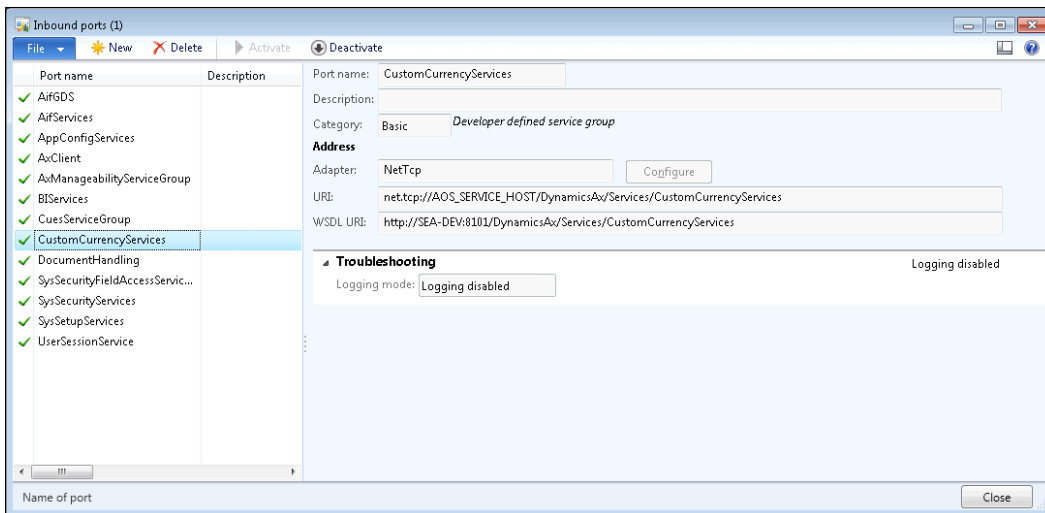 Inbound ports (1)
File New Delete Activate Deactivate
Port name Description
AifGDS
AifServices
AppConfigServices
AxClient
AxManageabilityServiceGroup
BIServices
CuesServiceGroup
CustomCurrencyServices
DocumentHandling
SysSecurityFieldAccessServic...
SysSecurityServices
SysSetupServices
UserSessionService
Port name: CustomCurrencyServices
Description:
Category: Basic Developer defined service group
Address
Adapter: NetTcp Configure
URI: net.tcp://AOS_SERVICE_HOST/DynamicsAx/Services/CustomCurrencyServices
WSDL URI: http://SEA-DEV:8101/DynamicsAx/Services/CustomCurrencyServices
Troubleshooting Logging disabled
Logging mode: Logging disabled
Name of port Close